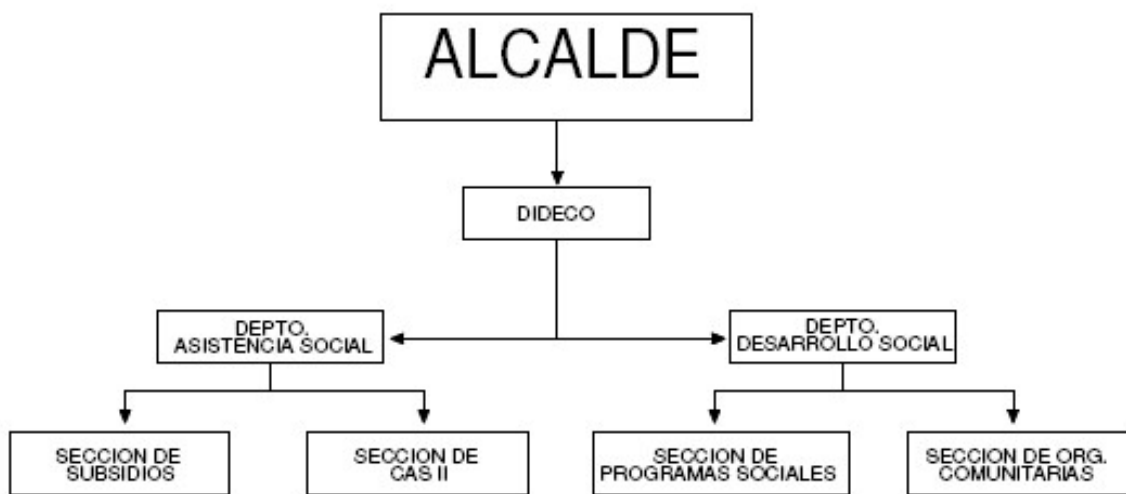 ALCALDE
DIDECO
DEPTO.
ASISTENCIA SOCIAL
DEPTO.
DESARROLLO SOCIAL
SECCION DE
SUBSIDIOS
SECCION DE
CAS II
SECCION DE
PROGRAMAS SOCIALES
SECCION DE ORG.
COMUNITARIAS